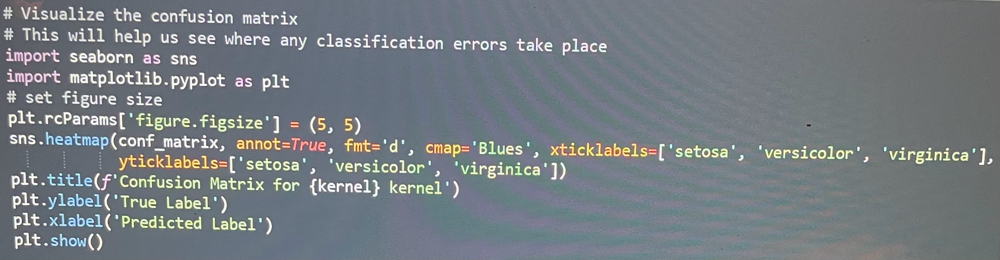 # Visualize the confusion matrix
# This will help us see where any classification errors take place
import seaborn as sns
import matplotlib.pyplot as plt
# set figure size
plt.rcParams['figure.figsize'] = (5, 5)
sns.heatmap(conf_matrix, annot=True, fmt='d', cmap='Blues', xticklabels=['setosa', 'versicolor', 'virginica'],
            yticklabels=['setosa', 'versicolor', 'virginica'])
plt.title(f'Confusion Matrix for {kernel} kernel')
plt.ylabel('True Label')
plt.xlabel('Predicted Label')
plt.show()